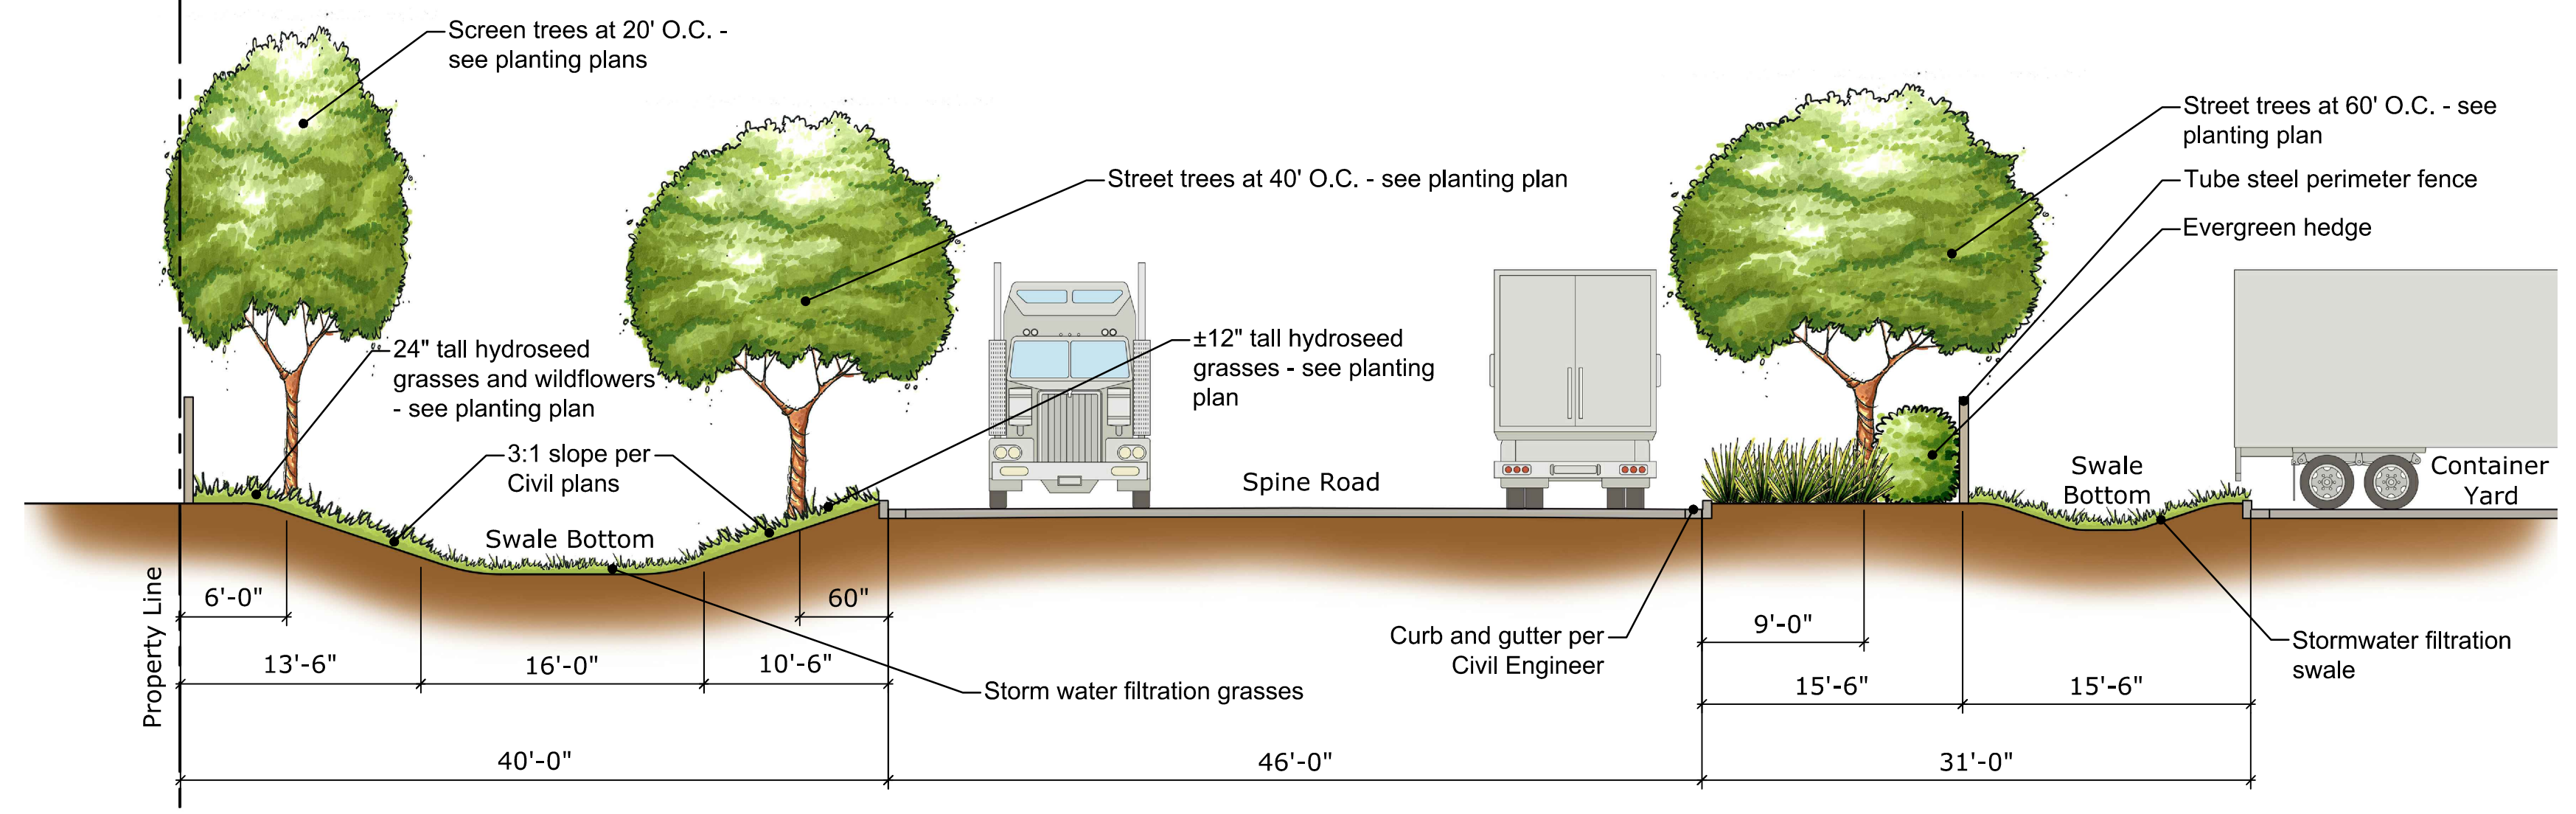 Screen trees at 20' O.C. -
see planting plans
Street trees at 40' O.C. - see planting plan
Street trees at 60' O.C. - see
planting plan
Tube steel perimeter fence
Evergreen hedge
24" tall hydroseed
grasses and wildflowers
- see planting plan
±12" tall hydroseed
grasses - see planting
plan
3:1 slope per
Civil plans
Swale Bottom
Spine Road
Swale
Bottom
Container
Yard
Property Line
6'-0"
60"
13'-6"
16'-0"
10'-6"
Storm water filtration grasses
Curb and gutter per
Civil Engineer
9'-0"
15'-6"
15'-6"
Stormwater filtration
swale
40'-0"
46'-0"
31'-0"